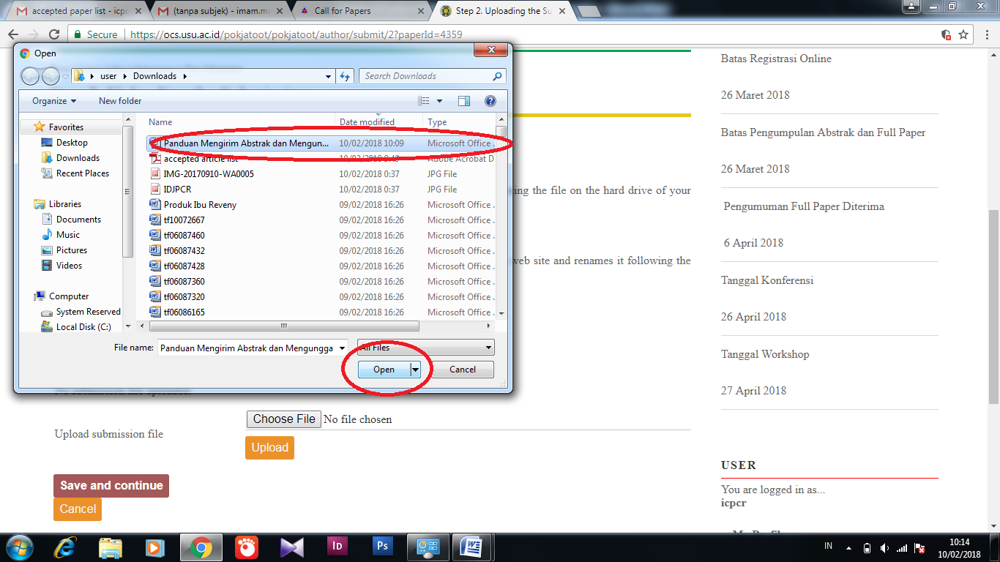 accepted paper list - icpc
(tanpa subjek) - imam.ma
Call for Papers
Step 2. Uploading the Su
Secure
https://ocs.usu.ac.id/pokjatoot/pokjatoot/author/submit/2?paperId=4359
Open
user
Downloads
Search Downloads
Organize
New folder
Name
Date modified
Type
Favorites
Desktop
Downloads
Recent Places
Libraries
Documents
Music
Pictures
Videos
Computer
System Reserved
Local Disk (C:)
Panduan Mengirim Abstrak dan Mengun... 10/02/2018 10:09 Microsoft Office .
accepted article list 10/02/2018 9:48 Adobe Acrobat D
IMG-20170910-WA0005 10/02/2018 0:37 JPG File
IDJPCR 10/02/2018 0:37 JPG File
Produk Ibu Reveny 09/02/2018 16:26 Microsoft Office .
tf10072667 09/02/2018 16:26 Microsoft Office .
tf06087460 09/02/2018 16:26 Microsoft Office .
tf06087432 09/02/2018 16:26 Microsoft Office .
tf06087428 09/02/2018 16:26 Microsoft Office .
tf06087360 09/02/2018 16:26 Microsoft Office .
tf06087320 09/02/2018 16:26 Microsoft Office .
tf06086165 09/02/2018 16:26 Microsoft Office .
File name: Panduan Mengirim Abstrak dan Mengungga
All Files
Open
Cancel
ing the file on the hard drive of your
web site and renames it following the
Upload submission file
Choose File No file chosen
Upload
Save and continue
Cancel
Batas Registrasi Online
26 Maret 2018
Batas Pengumpulan Abstrak dan Full Paper
26 Maret 2018
Pengumuman Full Paper Diterima
6 April 2018
Tanggal Konferensi
26 April 2018
Tanggal Workshop
27 April 2018
USER
You are logged in as...
icpcr
My Profile
IN
10:14
10/02/2018
Id
Ps